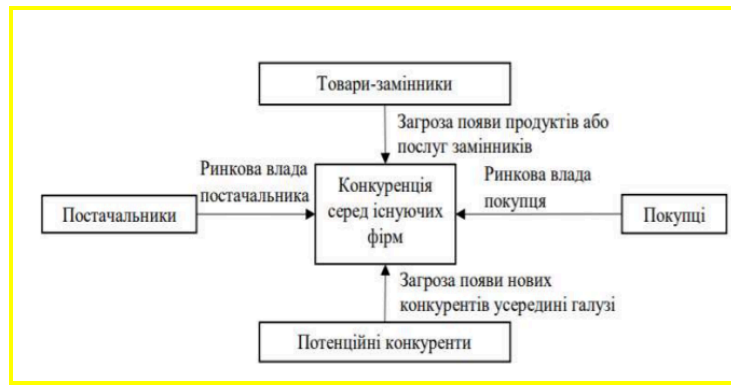 Товари-замінники
Загроза появи продуктів або
послуг замінників
Ринкова влада
постачальника
Постачальники
Конкуренція
серед існуючих
фірм
Ринкова влада
покупця
Покупці
Загроза появи нових
конкурентів усередині галузі
Потенційні конкуренти